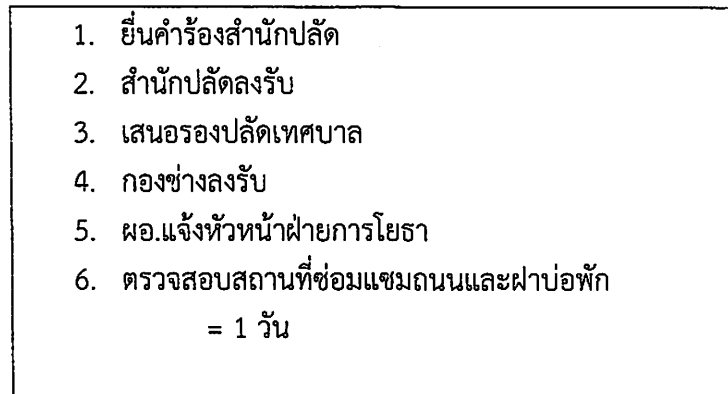 1. ยื่นคำร้องสำนักปลัด
2. สำนักปลัดลงรับ
3. เสนอรองปลัดเทศบาล
4. กองช่างลงรับ
5. ผอ.แจ้งหัวหน้าฝ่ายการโยธา
6. ตรวจสอบสถานที่ซ่อมแซมถนนและฝาบ่อพัก
= 1 วัน